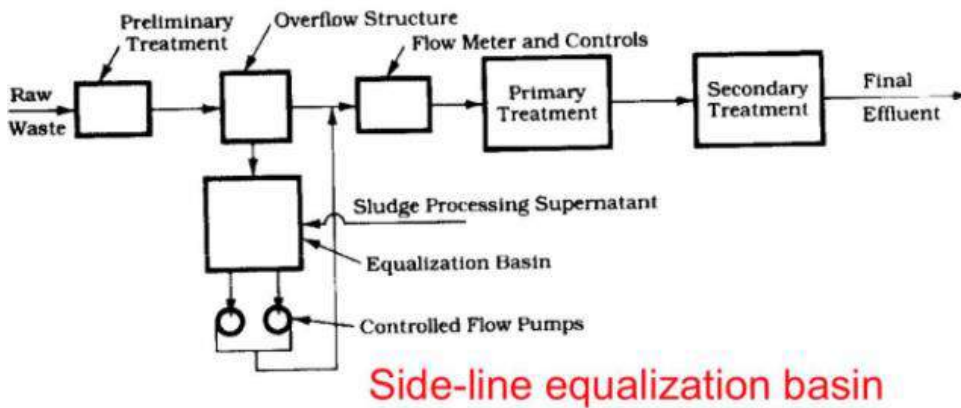 Preliminary
Treatment
Overflow Structure
Flow Meter and Controls
Raw
Waste
Primary
Treatment
Secondary
Treatment
Final
Effluent
Sludge Processing Supernatant
Equalization Basin
Controlled Flow Pumps
Side-line equalization basin